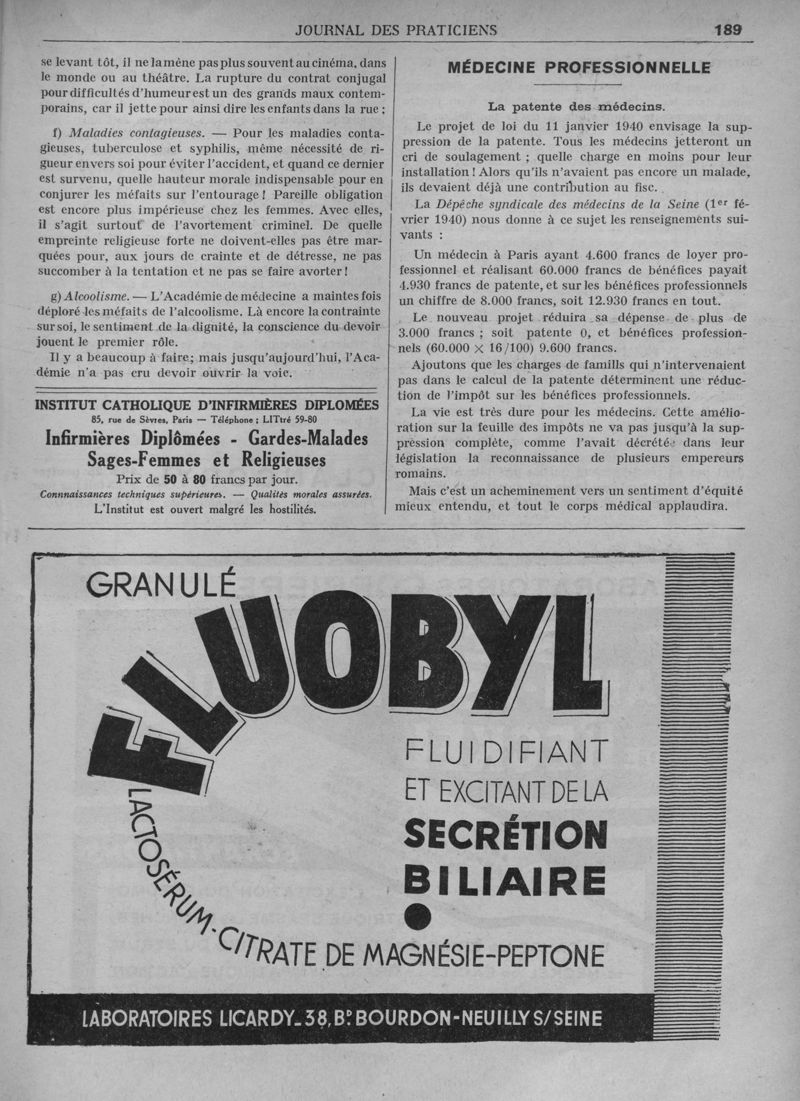 JOURNAL DES PRATICIENS 189
se levant tôt, il ne la mène pas plus souvent au cinéma, dans
le monde ou au théâtre. La rupture du contrat conjugal
pour difficultés d'humeur est un des grands maux contem-
porains, car il jette pour ainsi dire les enfants dans la rue ;
f) Maladies contagieuses. — Pour les maladies conta-
gieuses, tuberculose et syphilis, même nécessité de ri-
gueur envers soi pour éviter l'accident, et quand ce dernier
est survenu, quelle hauteur morale indispensable pour en
conjurer les méfaits sur l'entourage ! Pareille obligation
est encore plus impérieuse chez les femmes. Avec elles,
il s'agit surtout de l'avortement criminel. De quelle
empreinte religieuse forte ne doivent-elles pas être mar-
quées pour, aux jours de crainte et de détresse, ne pas
succomber à la tentation et ne pas se faire avorter !
g) Alcoolisme. — L'Académie de médecine a maintes fois
déploré les méfaits de l'alcoolisme. Là encore la contrainte
sur soi, le sentiment de la dignité, la conscience du devoir
jouent le premier rôle.
Il y a beaucoup à faire; mais jusqu'aujourd'hui, l'Aca-
démie n'a pas cru devoir ouvrir la voie.
INSTITUT CATHOLIQUE D'INFIRMIÈRES DIPLOMÉES
85, rue de Sèvres, Paris — Téléphone ; LITtré 59-80
Infirmières Diplômées - Gardes-Malades
Sages-Femmes et Religieuses
Prix de 50 à 80 francs par jour.
Connnaissances techniques supérieures. — Qualités morales assurées.
L'Institut est ouvert malgré les hostilités.
MÉDECINE PROFESSIONNELLE
La patente des médecins.
Le projet de loi du 11 janvier 1940 envisage la sup-
pression de la patente. Tous les médecins jetteront un
cri de soulagement ; quelle charge en moins pour leur
installation ! Alors qu'ils n'avaient pas encore un malade,
ils devaient déjà une contribution au fisc.
La Dépêche syndicale des médecins de la Seine (1er fé-
vrier 1940) nous donne à ce sujet les renseignements sui-
vants :
Un médecin à Paris ayant 4.600 francs de loyer pro-
fessionnel et réalisant 60.000 francs de bénéfices payait
4.930 francs de patente, et sur les bénéfices professionnels
un chiffre de 8.000 francs, soit 12.930 francs en tout.
Le nouveau projet réduira sa dépense de plus de
3.000 francs ; soit patente 0, et bénéfices profession-
nels (60.000 × 16/100) 9.600 francs.
Ajoutons que les charges de famills qui n'intervenaient
pas dans le calcul de la patente déterminent une réduc-
tion de l'impôt sur les bénéfices professionnels.
La vie est très dure pour les médecins. Cette amélio-
ration sur la feuille des impôts ne va pas jusqu'à la sup-
pression complète, comme l'avait décrété dans leur
législation la reconnaissance de plusieurs empereurs
romains.
Mais c'est un acheminement vers un sentiment d'équité
mieux entendu, et tout le corps médical applaudira.
GRANULÉ
FLUOBYL
FLUIDIFIANT
ET EXCITANT DE LA
SECRÉTION
BILIAIRE
LACTOSÉRUM-CITRATE DE MAGNÉSIE-PEPTONE
LABORATOIRES LICARDY_38, BD BOURDON-NEUILLY S/SEINE